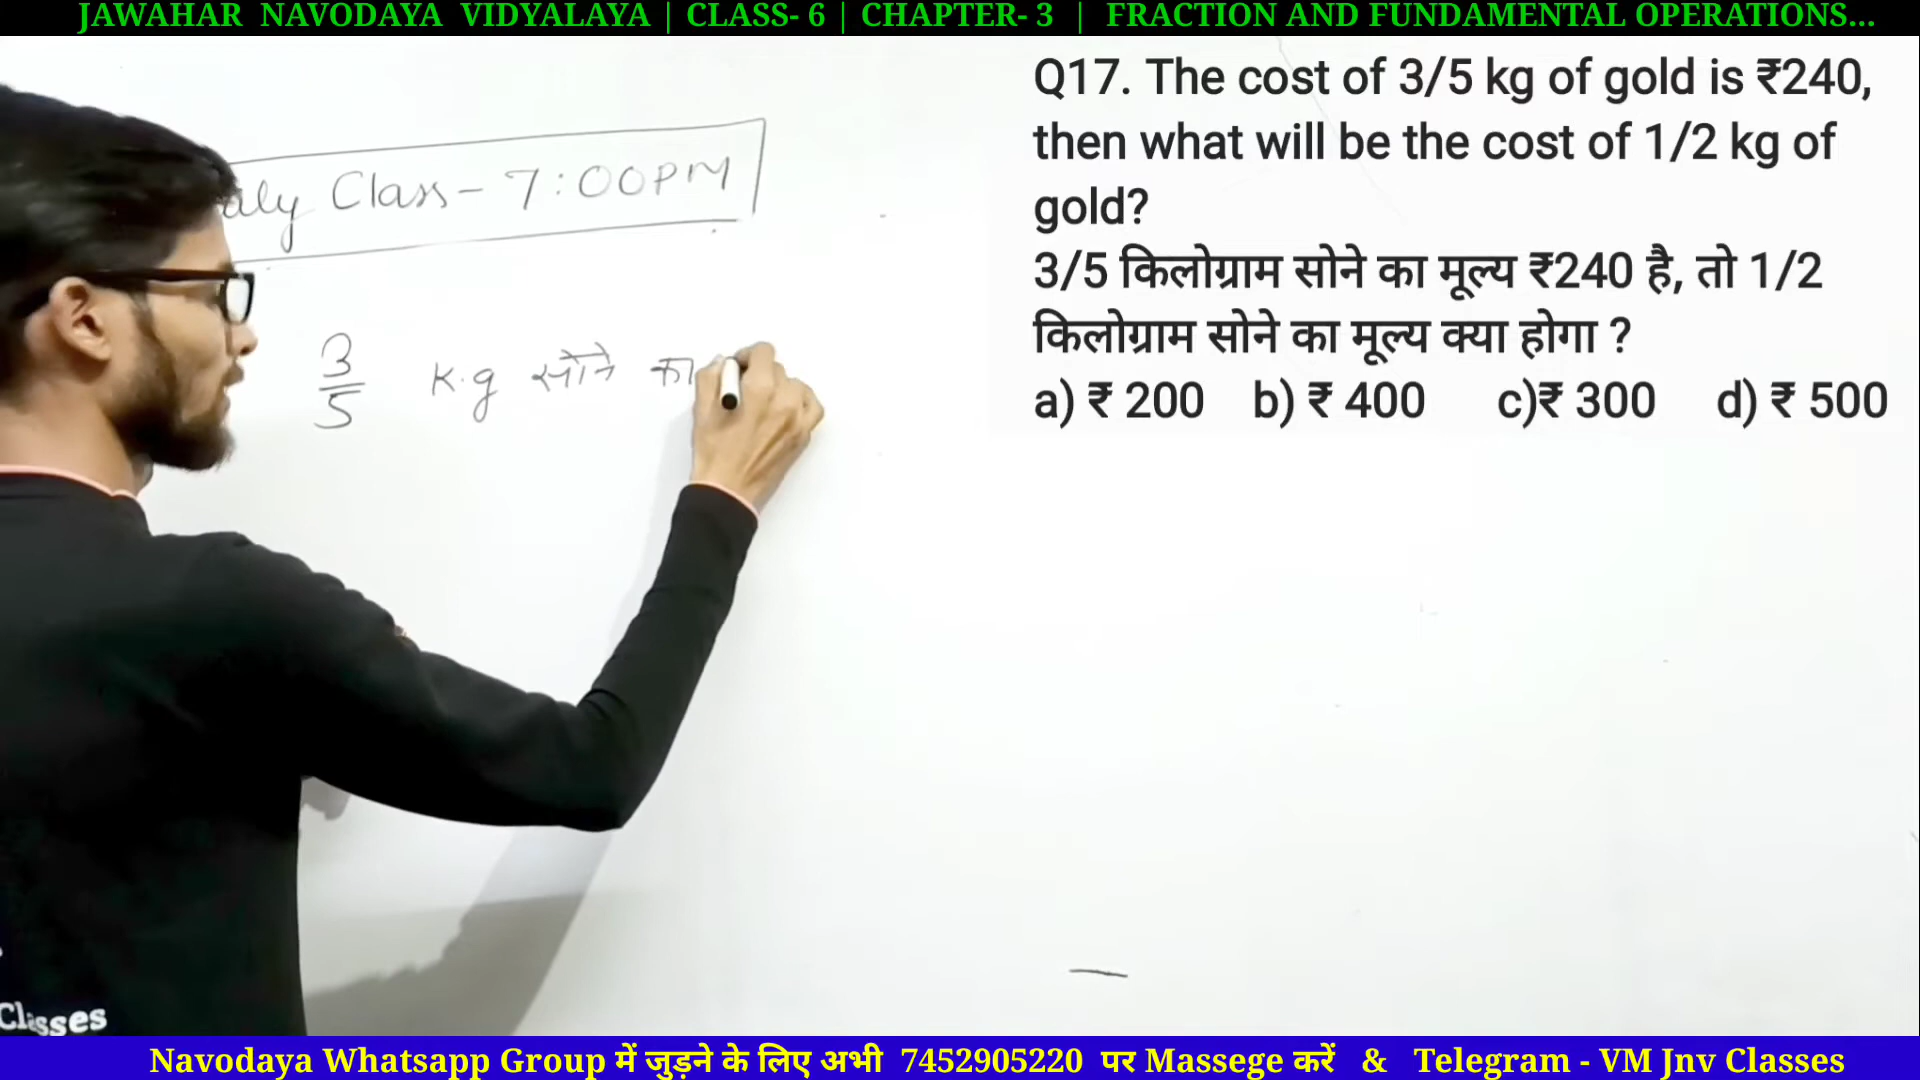 JAWAHAR NAVODAYA VIDYALAYA | CLASS- 6 | CHAPTER- 3 | FRACTION AND FUNDAMENTAL OPERATIONS...
Q17. The cost of 3/5 kg of gold is ₹240,
then what will be the cost of 1/2 kg of
gold?
3/5 किलोग्राम सोने का मूल्य ₹240 है, तो 1/2
किलोग्राम सोने का मूल्य क्या होगा ?
a) ₹ 200 b) ₹ 400 c)₹ 300 d) ₹ 500
aly Class - 7:00PM
3/5 K.g सोने का
Classes
Navodaya Whatsapp Group में जुड़ने के लिए अभी 7452905220 पर Massege करें & Telegram - VM Jnv Classes